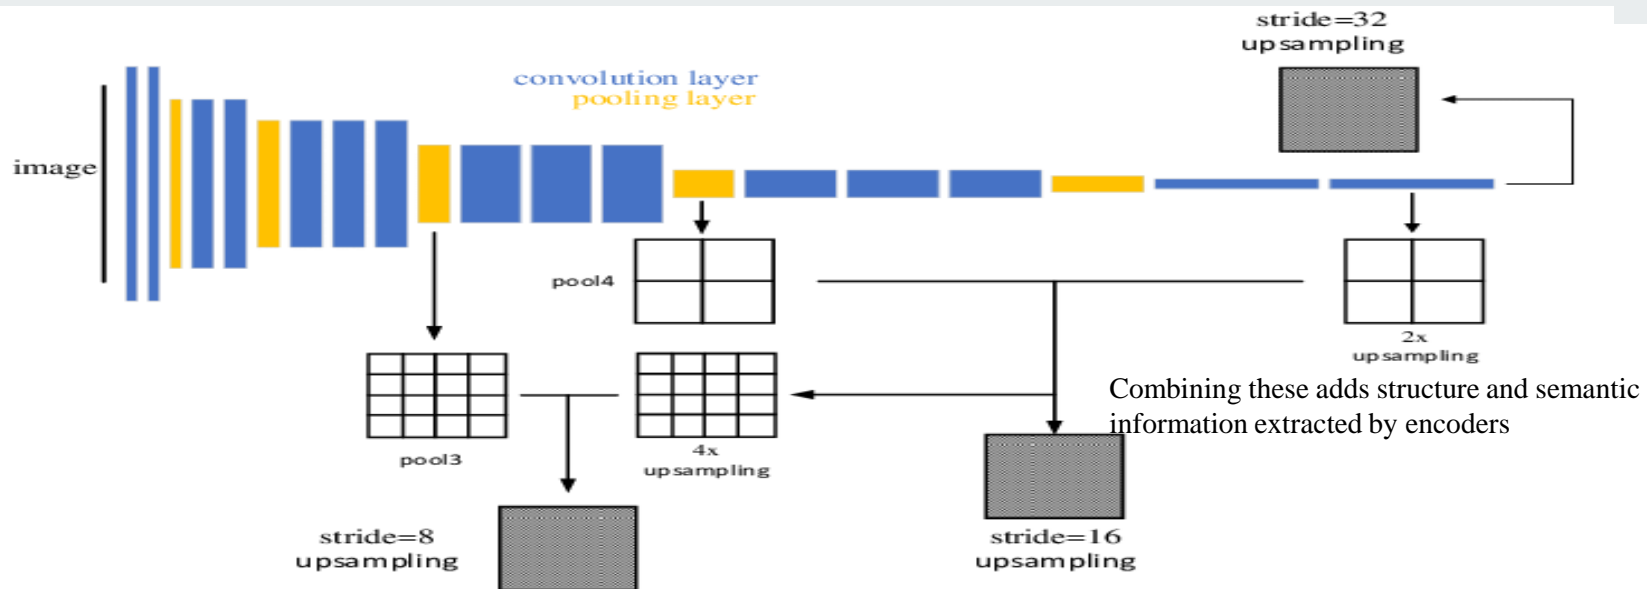 stride=32
upsampling
convolution layer
pooling layer
image
pool4
2x
upsampling
Combining these adds structure and semantic
information extracted by encoders
pool3
4x
upsampling
stride=8
upsampling
stride=16
upsampling